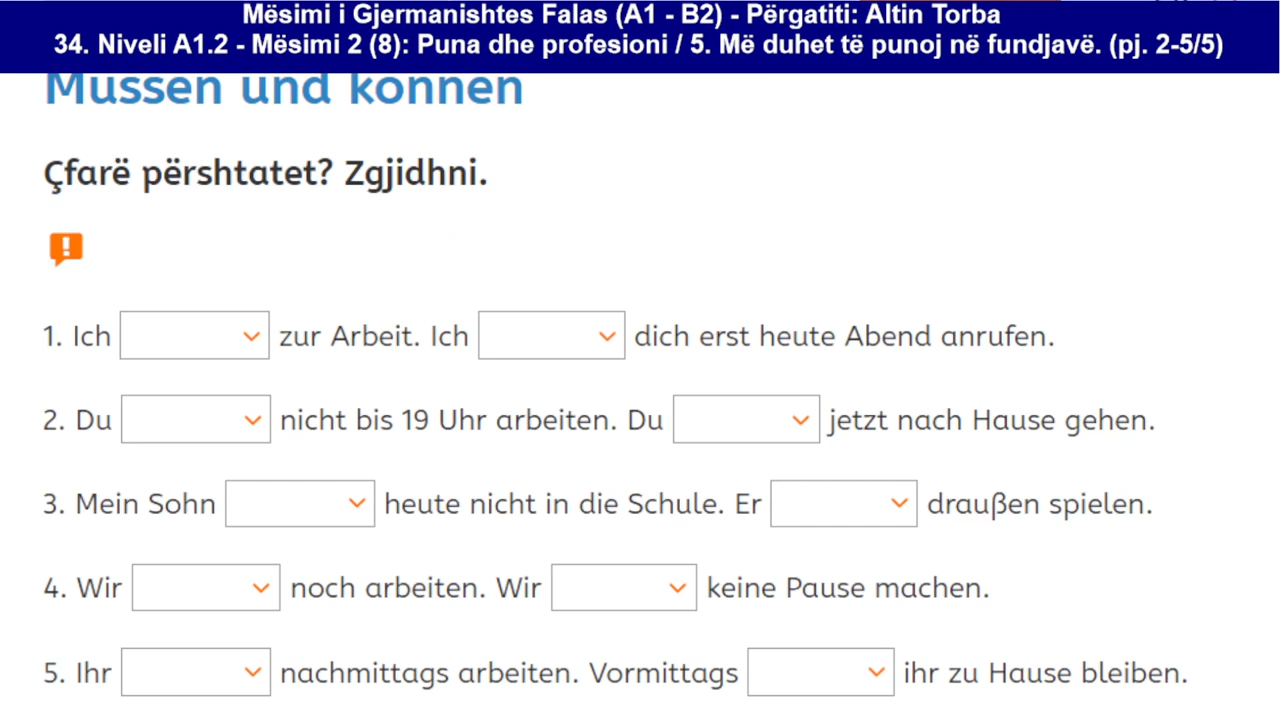 Mësimi i Gjermanishtes Falas (A1 - B2) - Përgatiti: Altin Torba
34. Niveli A1.2 - Mësimi 2 (8): Puna dhe profesioni / 5. Më duhet të punoj në fundjavë. (pj. 2-5/5)
Müssen und können
Çfarë përshtatet? Zgjidhni.
1. Ich zur Arbeit. Ich dich erst heute Abend anrufen.
2. Du nicht bis 19 Uhr arbeiten. Du jetzt nach Hause gehen.
3. Mein Sohn heute nicht in die Schule. Er draußen spielen.
4. Wir noch arbeiten. Wir keine Pause machen.
5. Ihr nachmittags arbeiten. Vormittags ihr zu Hause bleiben.